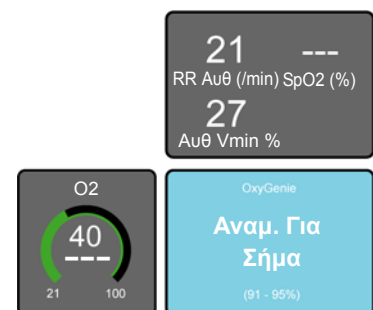 21 ---
RR Αυθ (/min) SpO2 (%)
27
Αυθ Vmin %
O2
40
---
21 100
OxyGenie
Αναμ. Για
Σήμα
(91 - 95%)